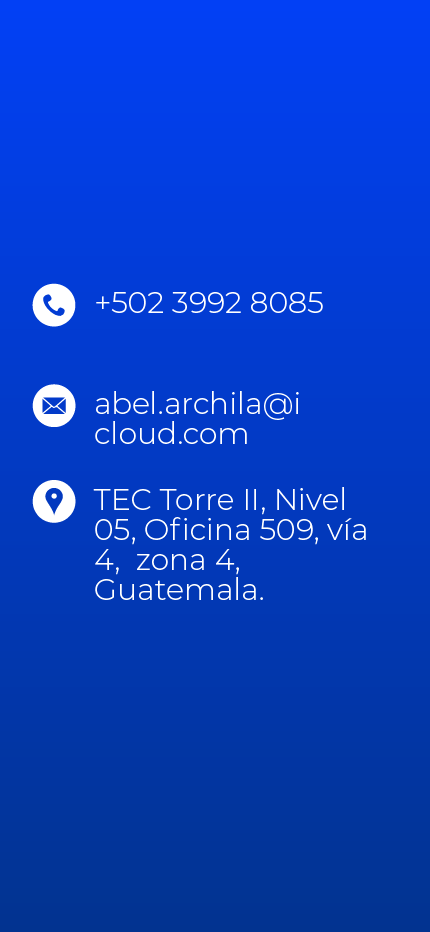 +502 3992 8085
abel.archila@i
cloud.com
TEC Torre II, Nivel
05, Oficina 509, vía
4,  zona 4,
Guatemala.